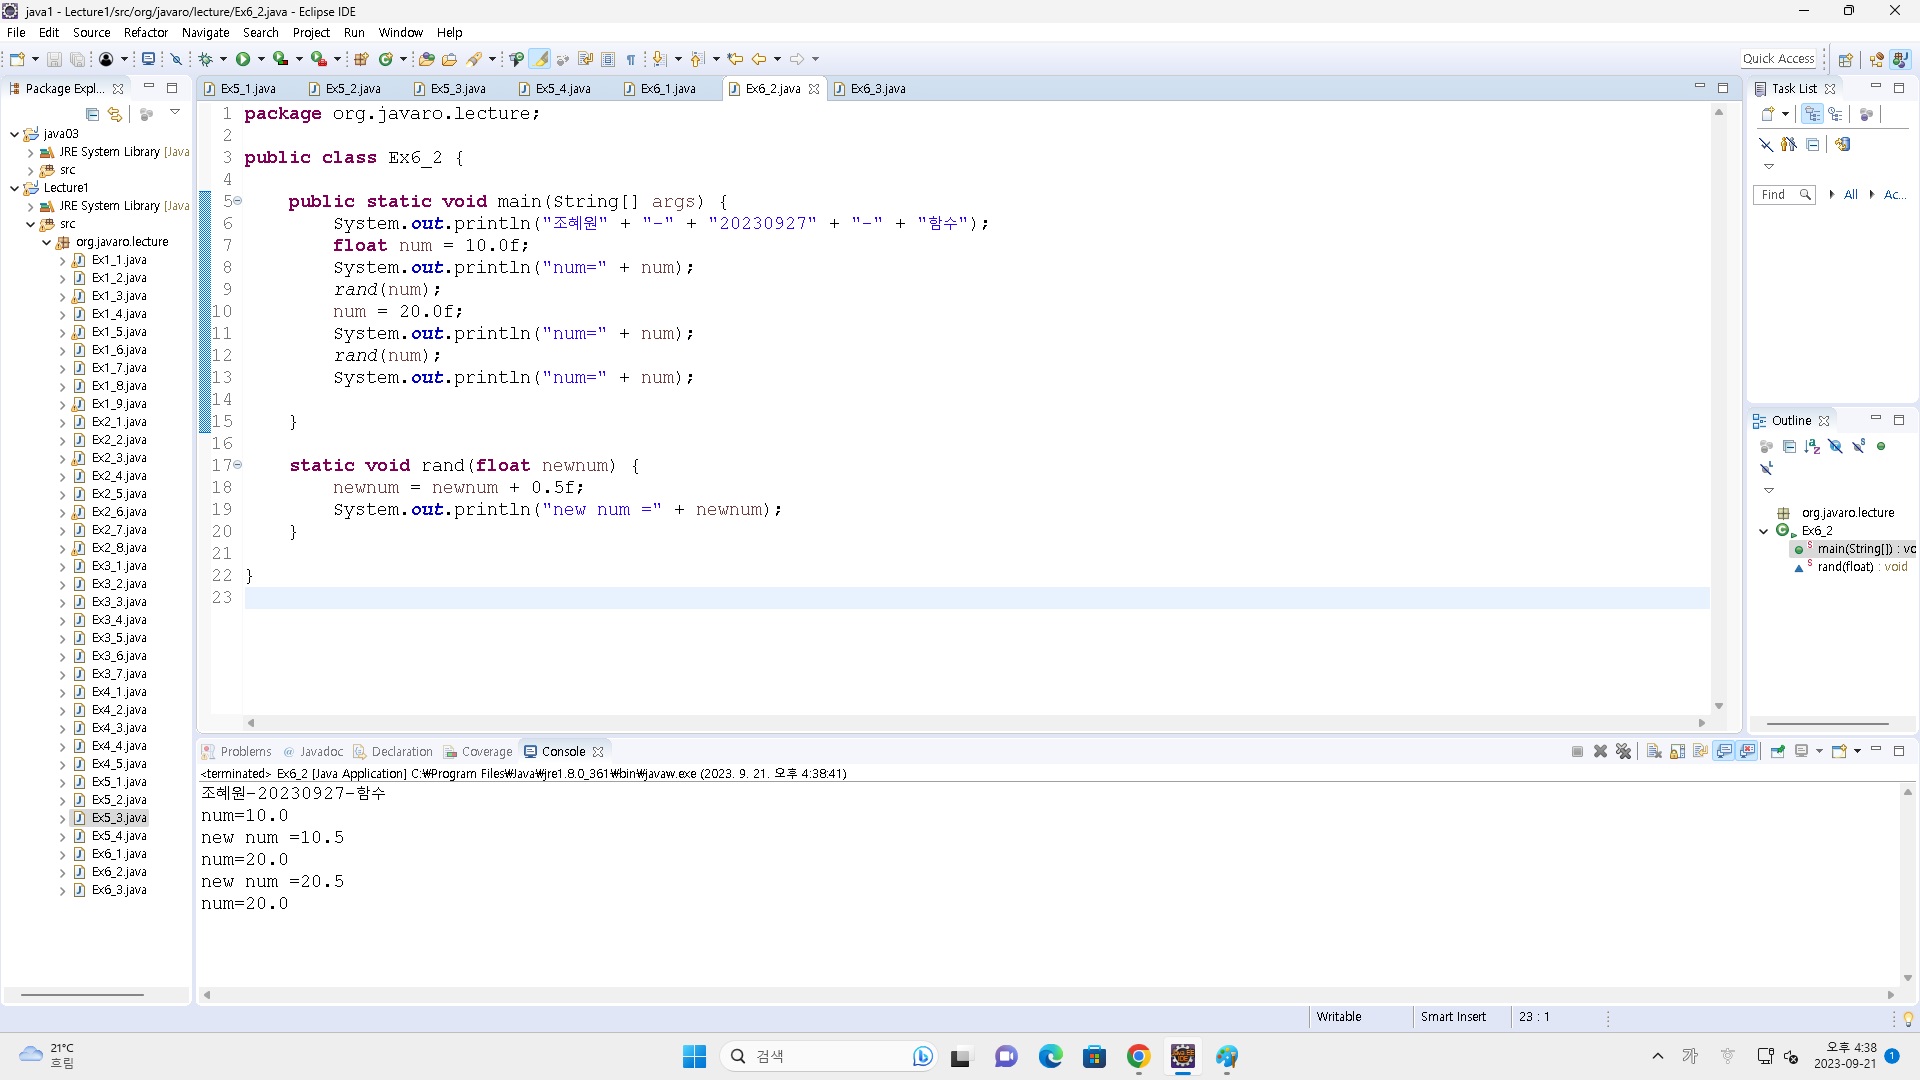 java1 - Lecture1/src/org/javaro/lecture/Ex6_2.java - Eclipse IDE
File Edit Source Refactor Navigate Search Project Run Window Help
Quick Access
Package Expl...
java03
JRE System Library [Java
src
Lecture1
JRE System Library [Java
src
org.javaro.lecture
Ex1_1.java
Ex1_2.java
Ex1_3.java
Ex1_4.java
Ex1_5.java
Ex1_6.java
Ex1_7.java
Ex1_8.java
Ex1_9.java
Ex2_1.java
Ex2_2.java
Ex2_3.java
Ex2_4.java
Ex2_5.java
Ex2_6.java
Ex2_7.java
Ex2_8.java
Ex3_1.java
Ex3_2.java
Ex3_3.java
Ex3_4.java
Ex3_5.java
Ex3_6.java
Ex3_7.java
Ex4_1.java
Ex4_2.java
Ex4_3.java
Ex4_4.java
Ex4_5.java
Ex5_1.java
Ex5_2.java
Ex5_3.java
Ex5_4.java
Ex6_1.java
Ex6_2.java
Ex6_3.java
Ex5_1.java Ex5_2.java Ex5_3.java Ex5_4.java Ex6_1.java Ex6_2.java Ex6_3.java
1 package org.javaro.lecture;
2
3 public class Ex6_2 {
4
5 public static void main(String[] args) {
6 System.out.println("조혜원" + "-" + "20230927" + "-" + "함수");
7 float num = 10.0f;
8 System.out.println("num=" + num);
9 rand(num);
10 num = 20.0f;
11 System.out.println("num=" + num);
12 rand(num);
13 System.out.println("num=" + num);
14
15 }
16
17 static void rand(float newnum) {
18 newnum = newnum + 0.5f;
19 System.out.println("new num =" + newnum);
20 }
21
22 }
23
Task List
Find All Ac...
Outline
org.javaro.lecture
Ex6_2
main(String[]) : vo
rand(float) : void
Problems @ Javadoc Declaration Coverage Console
<terminated> Ex6_2 [Java Application] C:₩Program Files₩Java₩jre1.8.0_361₩bin₩javaw.exe (2023. 9. 21. 오후 4:38:41)
조혜원-20230927-함수
num=10.0
new num =10.5
num=20.0
new num =20.5
num=20.0
Writable Smart Insert 23 : 1
21°C
흐림
검색
가
오후 4:38
2023-09-21
1